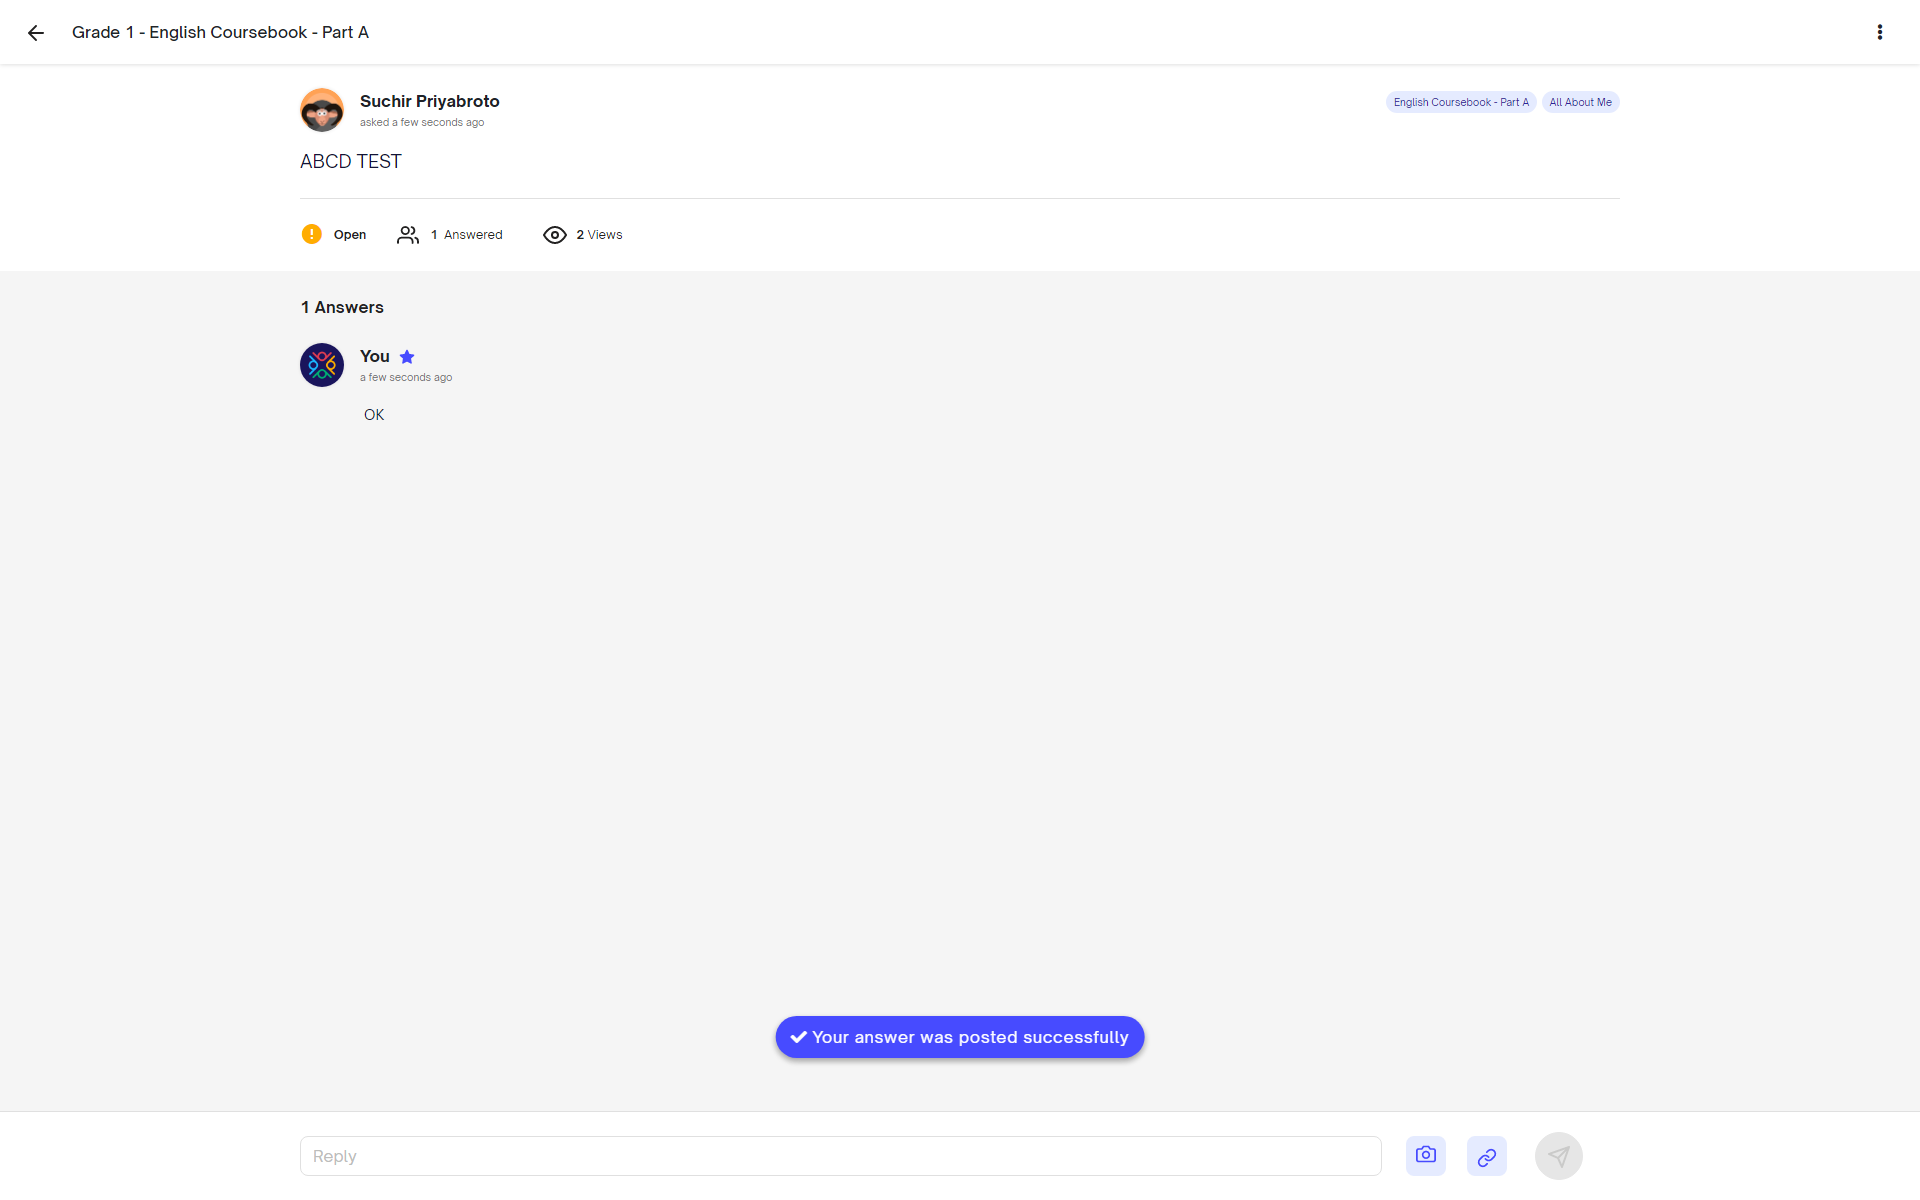 Grade 1 - English Coursebook - Part A
Suchir Priyabroto
asked a few seconds ago
English Coursebook - Part A
All About Me
ABCD TEST
Open
1 Answered
2 Views
1 Answers
You
a few seconds ago
OK
Your answer was posted successfully
Reply